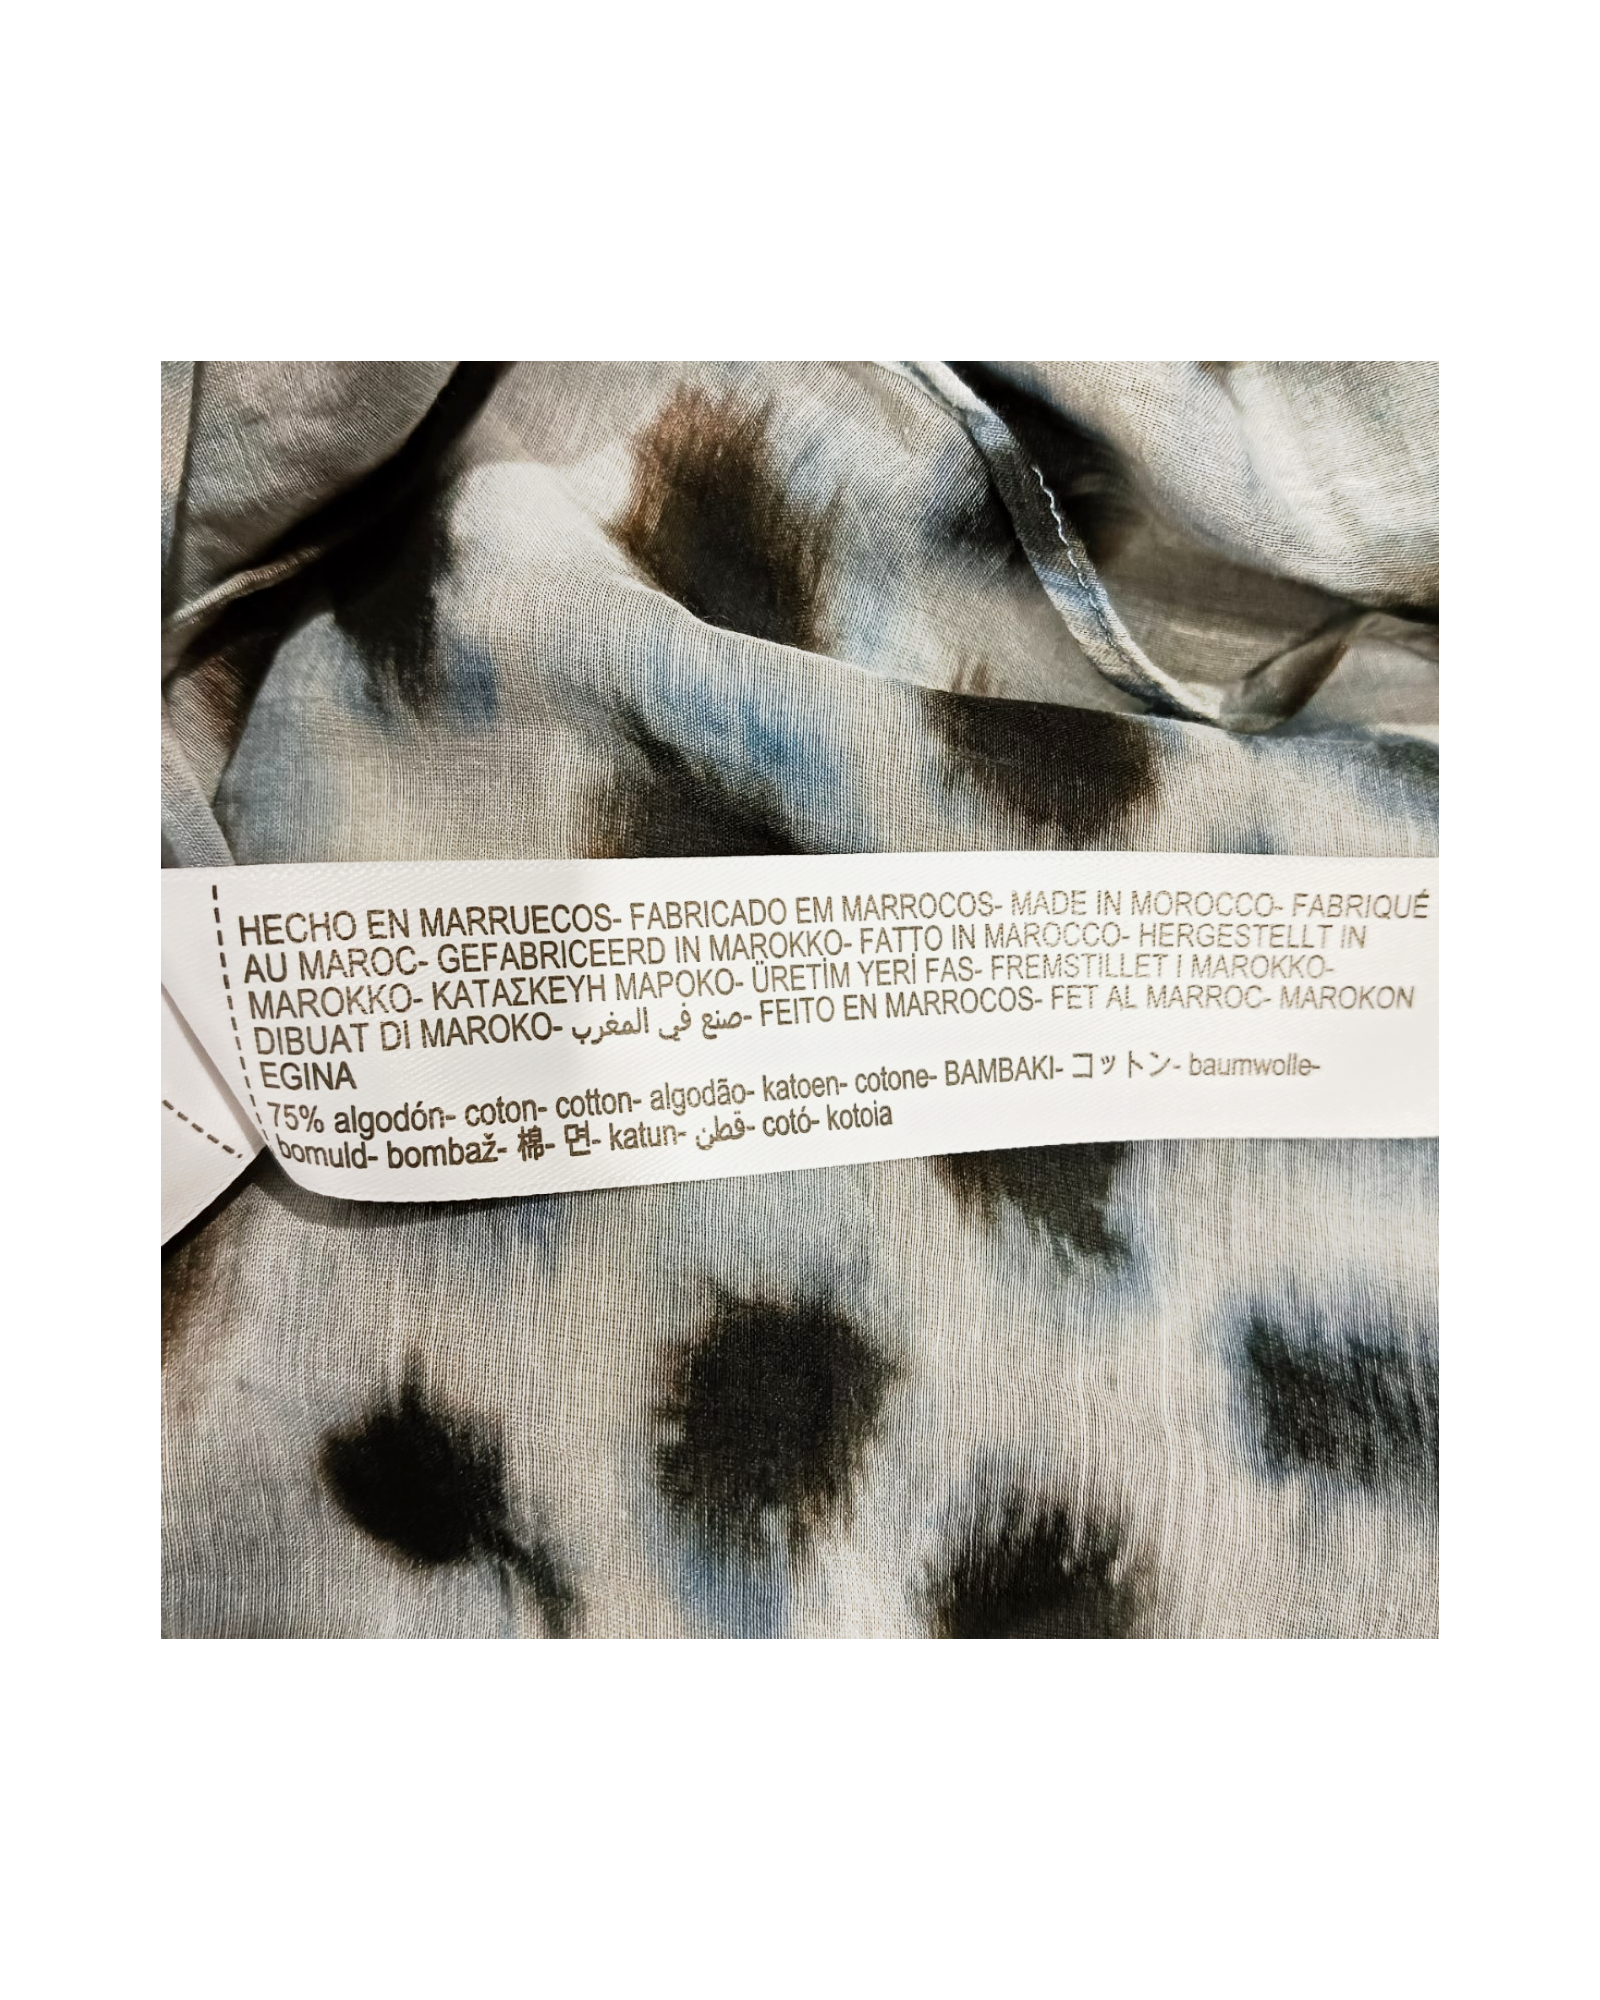 HECHO EN MARRUECOS- FABRICADO EM MARROCOS- MADE IN MOROCCO- FABRIQUÉ
AU MAROC- GEFABRICEERD IN MAROKKO- FATTO IN MAROCCO- HERGESTELLT IN
MAROKKO- ΚΑΤΑΣΚΕΥΗ ΜΑΡΟΚΟ- ÜRETİM YERİ FAS- FREMSTILLET I MAROKKO-
DIBUAT DI MAROKO- صنع في المغرب- FEITO EN MARROCOS- FET AL MARROC- MAROKON
EGINA
75% algodón- coton- cotton- algodão- katoen- cotone- BAMBAKI- コットン- baumwolle-
bomuld- bombaž- 棉- 면- katun- قطن- cotó- kotoia